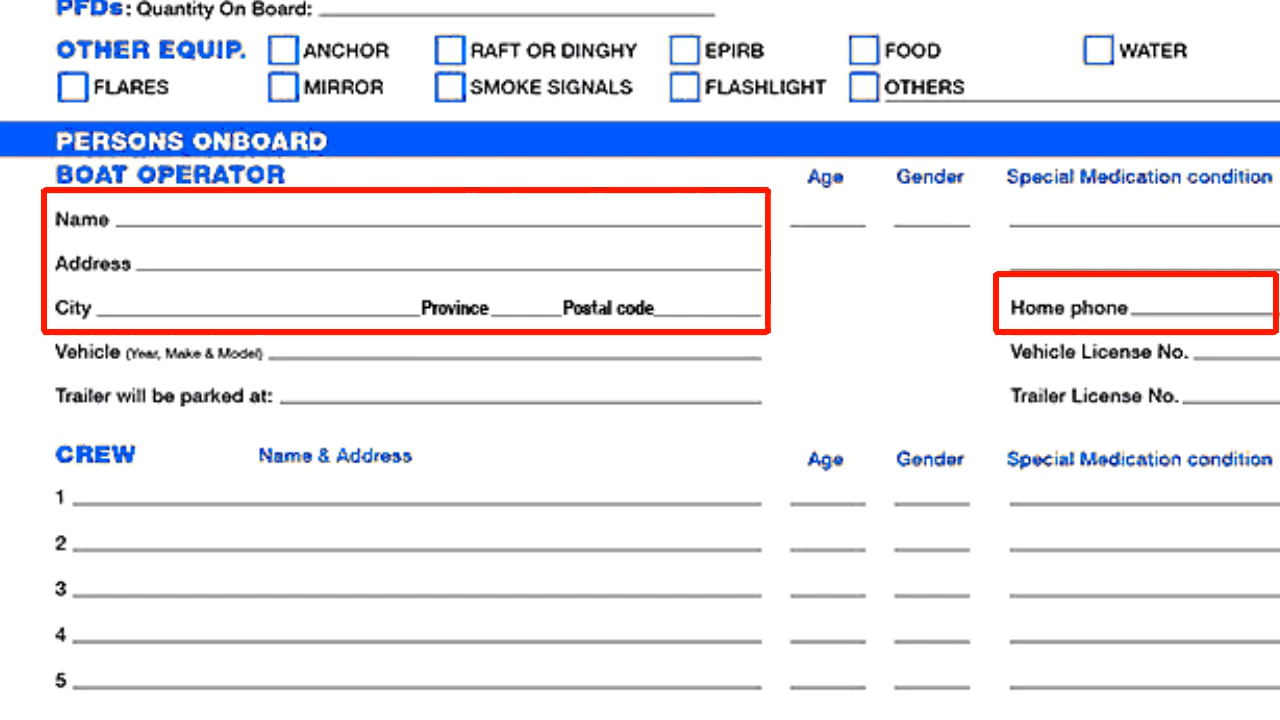 PFDs: Quantity On Board:
OTHER EQUIP. ANCHOR RAFT OR DINGHY EPIRB FOOD WATER
FLARES MIRROR SMOKE SIGNALS FLASHLIGHT OTHERS
PERSONS ONBOARD
BOAT OPERATOR Age Gender Special Medication condition
Name
Address
City Province Postal code Home phone
Vehicle (Year, Make & Model) Vehicle License No.
Trailer will be parked at: Trailer License No.
CREW Name & Address Age Gender Special Medication condition
1
2
3
4
5